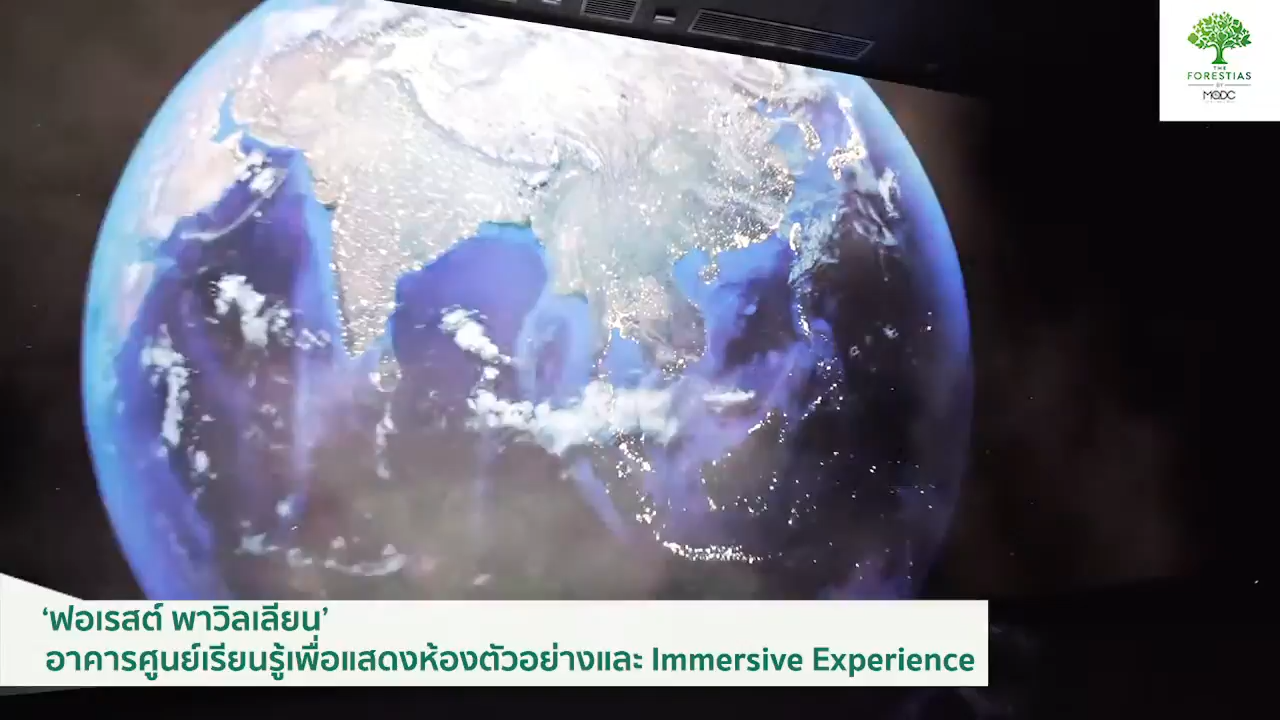 THE
FORESTIAS
BY
MQDC
‘ฟอเรสต์ พาวิลเลียน’
อาคารศูนย์เรียนรู้เพื่อแสดงห้องตัวอย่างและ Immersive Experience